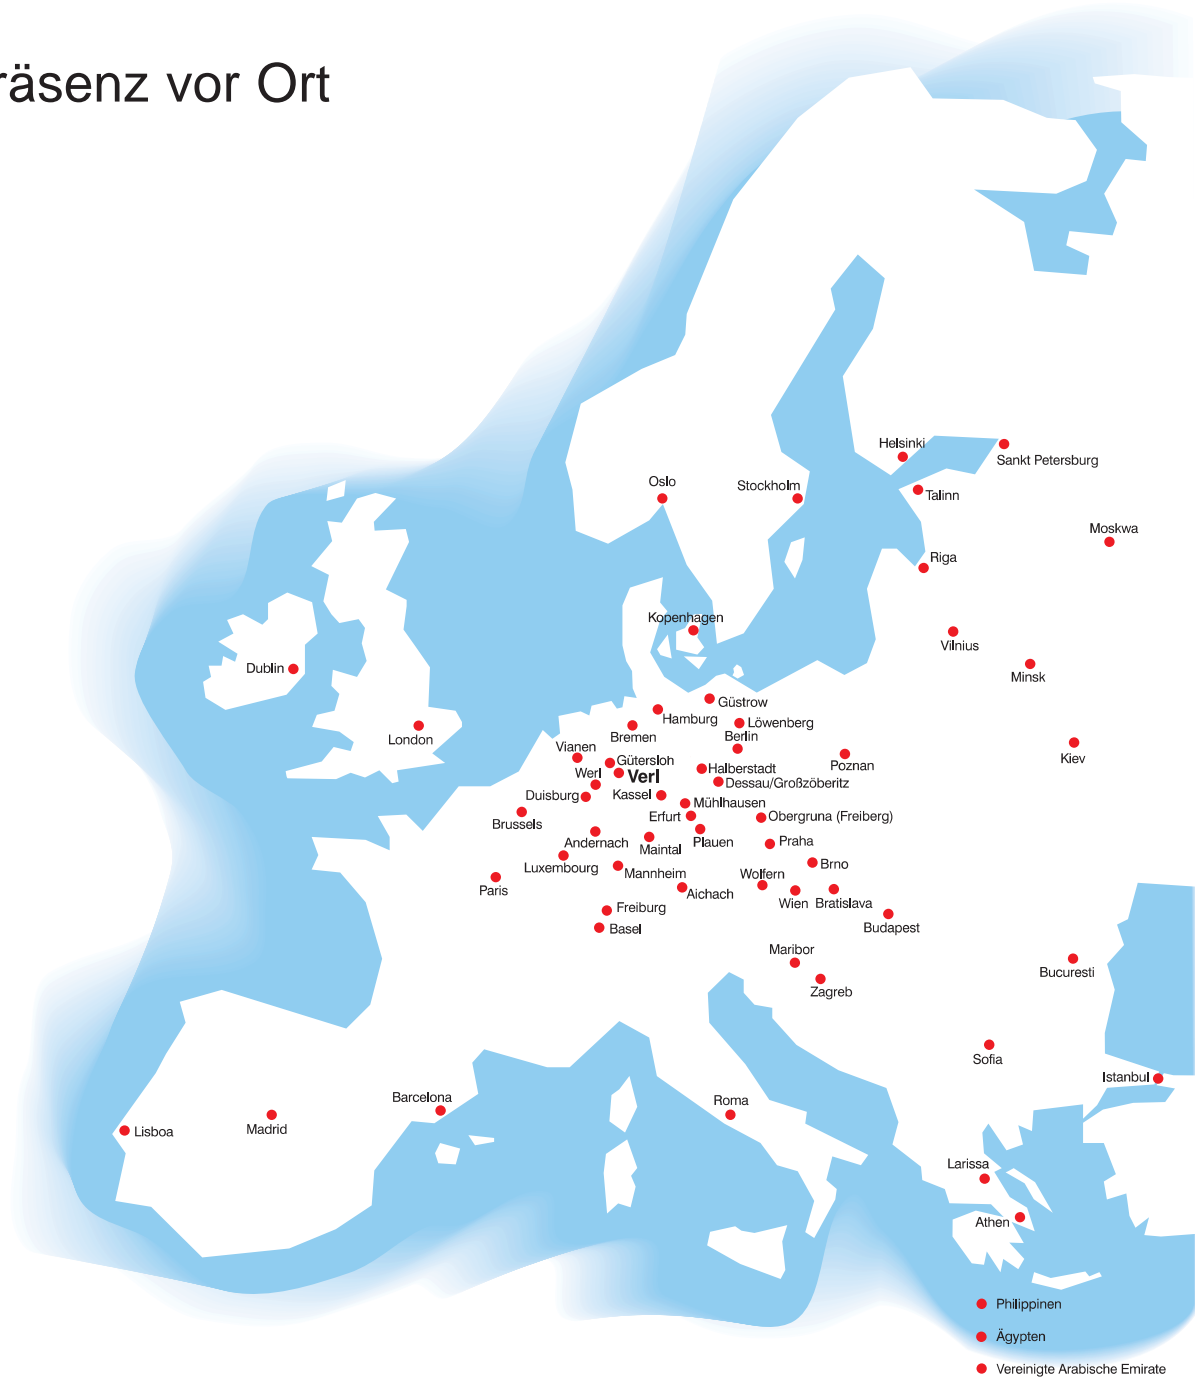 räsenz vor Ort
Helsinki
Sankt Petersburg
Oslo
Stockholm
Talinn
Moskwa
Riga
Kopenhagen
Vilnius
Dublin
Minsk
Güstrow
Hamburg
Löwenberg
London
Bremen
Berlin
Vianen
Kiev
Gütersloh
Poznan
Werl
Verl
Halberstadt
Dessau/Großzöberitz
Duisburg
Kassel
Mühlhausen
Brussels
Erfurt
Obergruna (Freiberg)
Andernach
Maintal
Plauen
Praha
Luxembourg
Brno
Paris
Mannheim
Wolfern
Aichach
Wien
Bratislava
Freiburg
Budapest
Basel
Maribor
Bucuresti
Zagreb
Sofia
Istanbul
Barcelona
Roma
Lisboa
Madrid
Larissa
Athen
Philippinen
Ägypten
Vereinigte Arabische Emirate